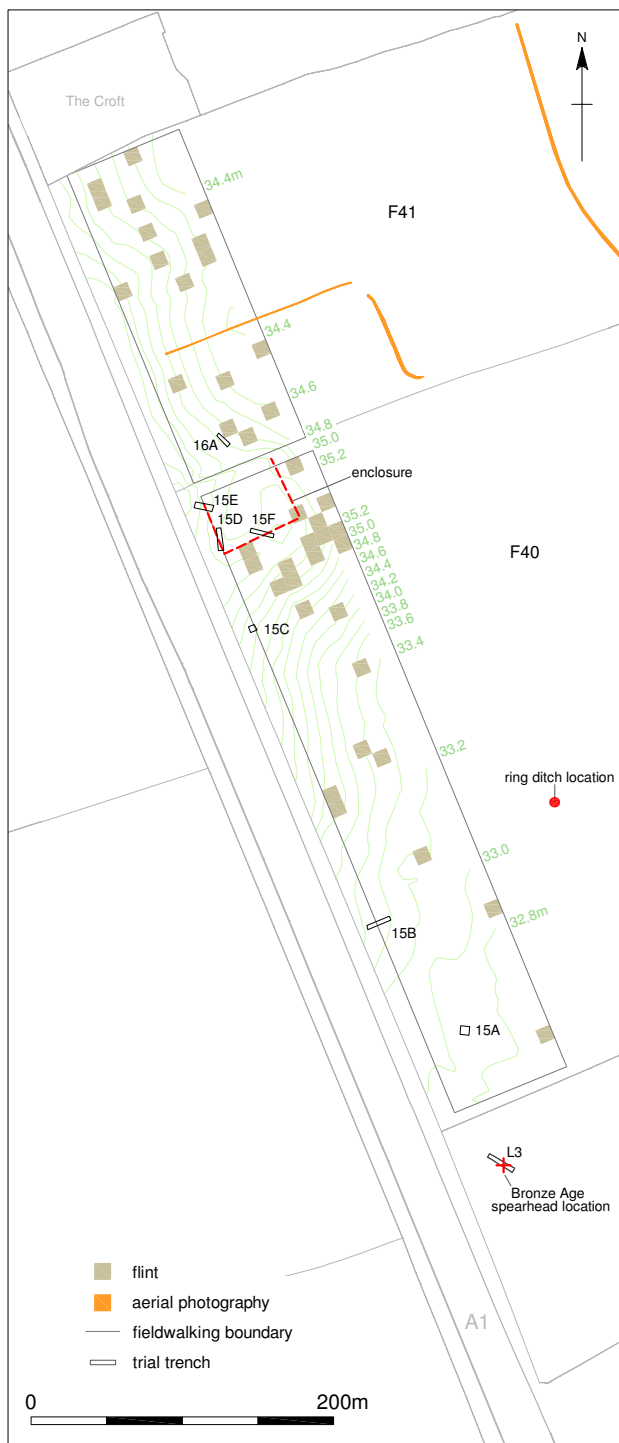 N
The Croft
34.4m
F41
34.4
34.6
34.8
35.0
35.2
16A
enclosure
15E
15D
15F
35.2
35.0
34.8
34.6
34.4
34.2
34.0
33.8
33.6
33.4
F40
15C
33.2
ring ditch location
33.0
32.8m
15B
15A
L3
Bronze Age
spearhead location
flint
aerial photography
fieldwalking boundary
trial trench
A1
0
200m